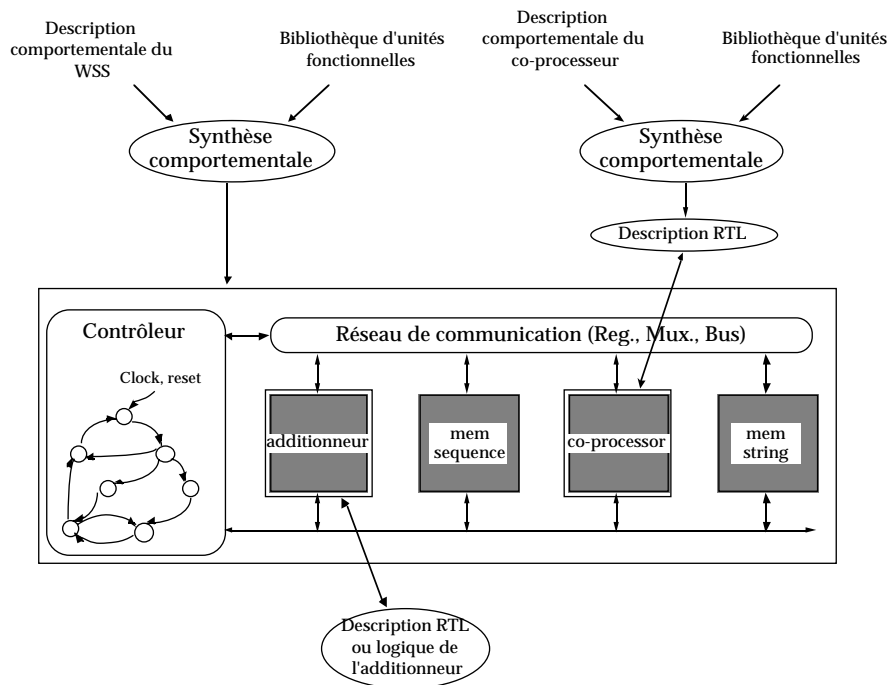 Description
comportementale du
WSS
Bibliothèque d'unités
fonctionnelles
Description
comportementale du
co-processeur
Bibliothèque d'unités
fonctionnelles
Synthèse
comportementale
Synthèse
comportementale
Description RTL
Contrôleur
Réseau de communication (Reg., Mux., Bus)
Clock, reset
additionneur
mem
sequence
co-processor
mem
string
Description RTL
ou logique de
l'additionneur